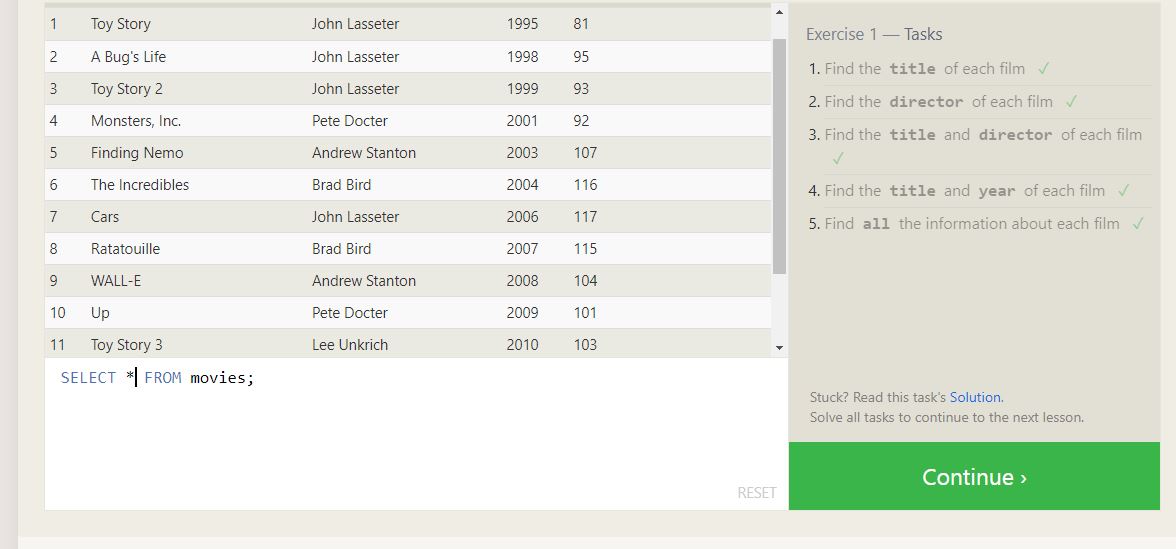 1 Toy Story John Lasseter 1995 81
2 A Bug's Life John Lasseter 1998 95
3 Toy Story 2 John Lasseter 1999 93
4 Monsters, Inc. Pete Docter 2001 92
5 Finding Nemo Andrew Stanton 2003 107
6 The Incredibles Brad Bird 2004 116
7 Cars John Lasseter 2006 117
8 Ratatouille Brad Bird 2007 115
9 WALL-E Andrew Stanton 2008 104
10 Up Pete Docter 2009 101
11 Toy Story 3 Lee Unkrich 2010 103
SELECT * FROM movies;
RESET
Exercise 1 — Tasks
1. Find the title of each film ✓
2. Find the director of each film ✓
3. Find the title and director of each film
✓
4. Find the title and year of each film ✓
5. Find all the information about each film ✓
Stuck? Read this task's Solution.
Solve all tasks to continue to the next lesson.
Continue ›